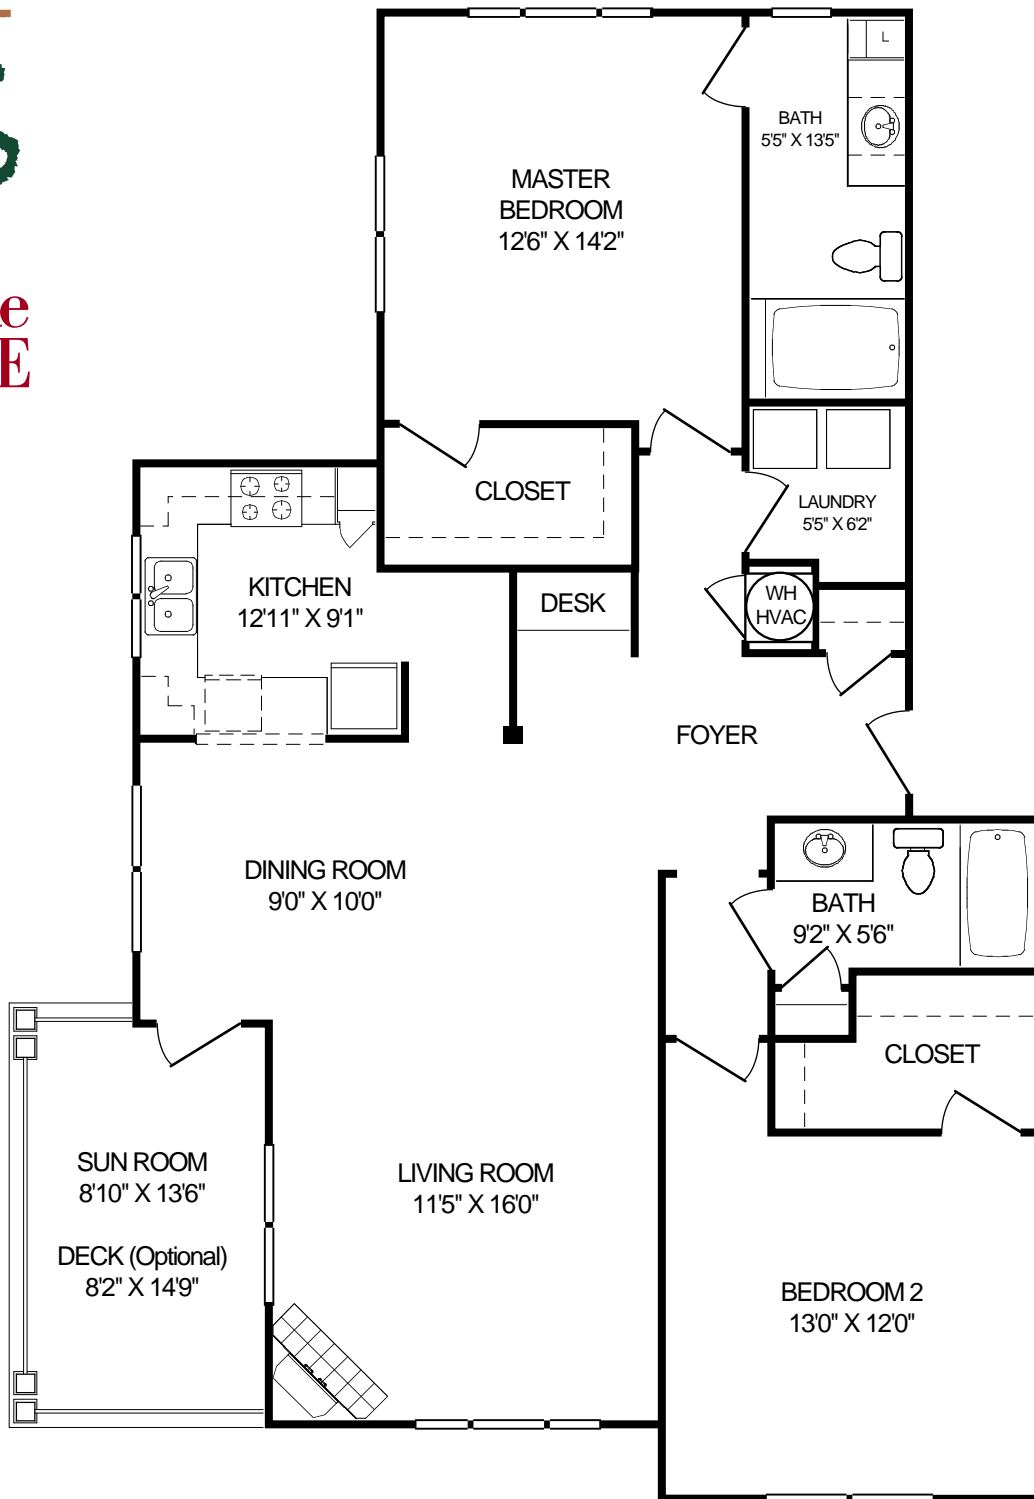 L
BATH
5'5" X 13'5"
MASTER
BEDROOM
12'6" X 14'2"
CLOSET
LAUNDRY
5'5" X 6'2"
KITCHEN
12'11" X 9'1"
DESK
WH
HVAC
FOYER
DINING ROOM
9'0" X 10'0"
BATH
9'2" X 5'6"
CLOSET
SUN ROOM
8'10" X 13'6"
DECK (Optional)
8'2" X 14'9"
LIVING ROOM
11'5" X 16'0"
BEDROOM 2
13'0" X 12'0"